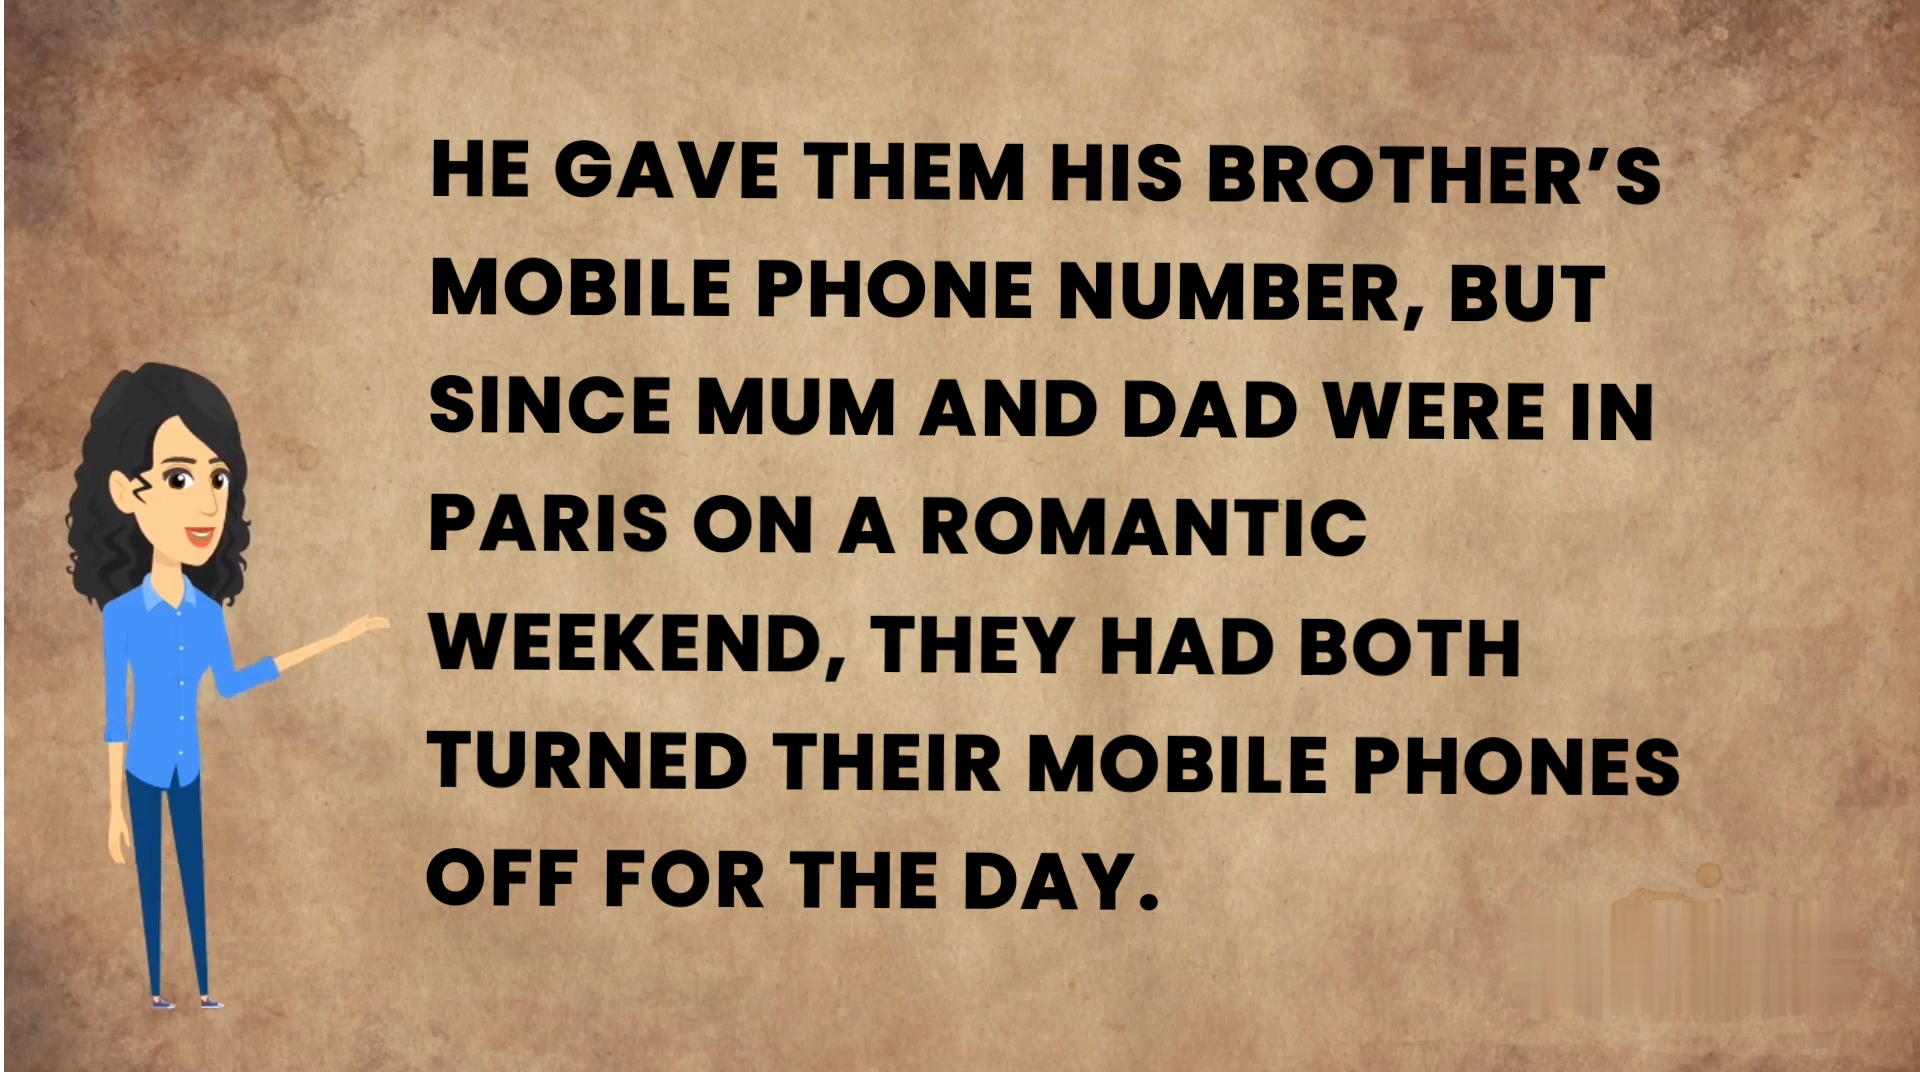 HE GAVE THEM HIS BROTHER’S
MOBILE PHONE NUMBER, BUT
SINCE MUM AND DAD WERE IN
PARIS ON A ROMANTIC
WEEKEND, THEY HAD BOTH
TURNED THEIR MOBILE PHONES
OFF FOR THE DAY.